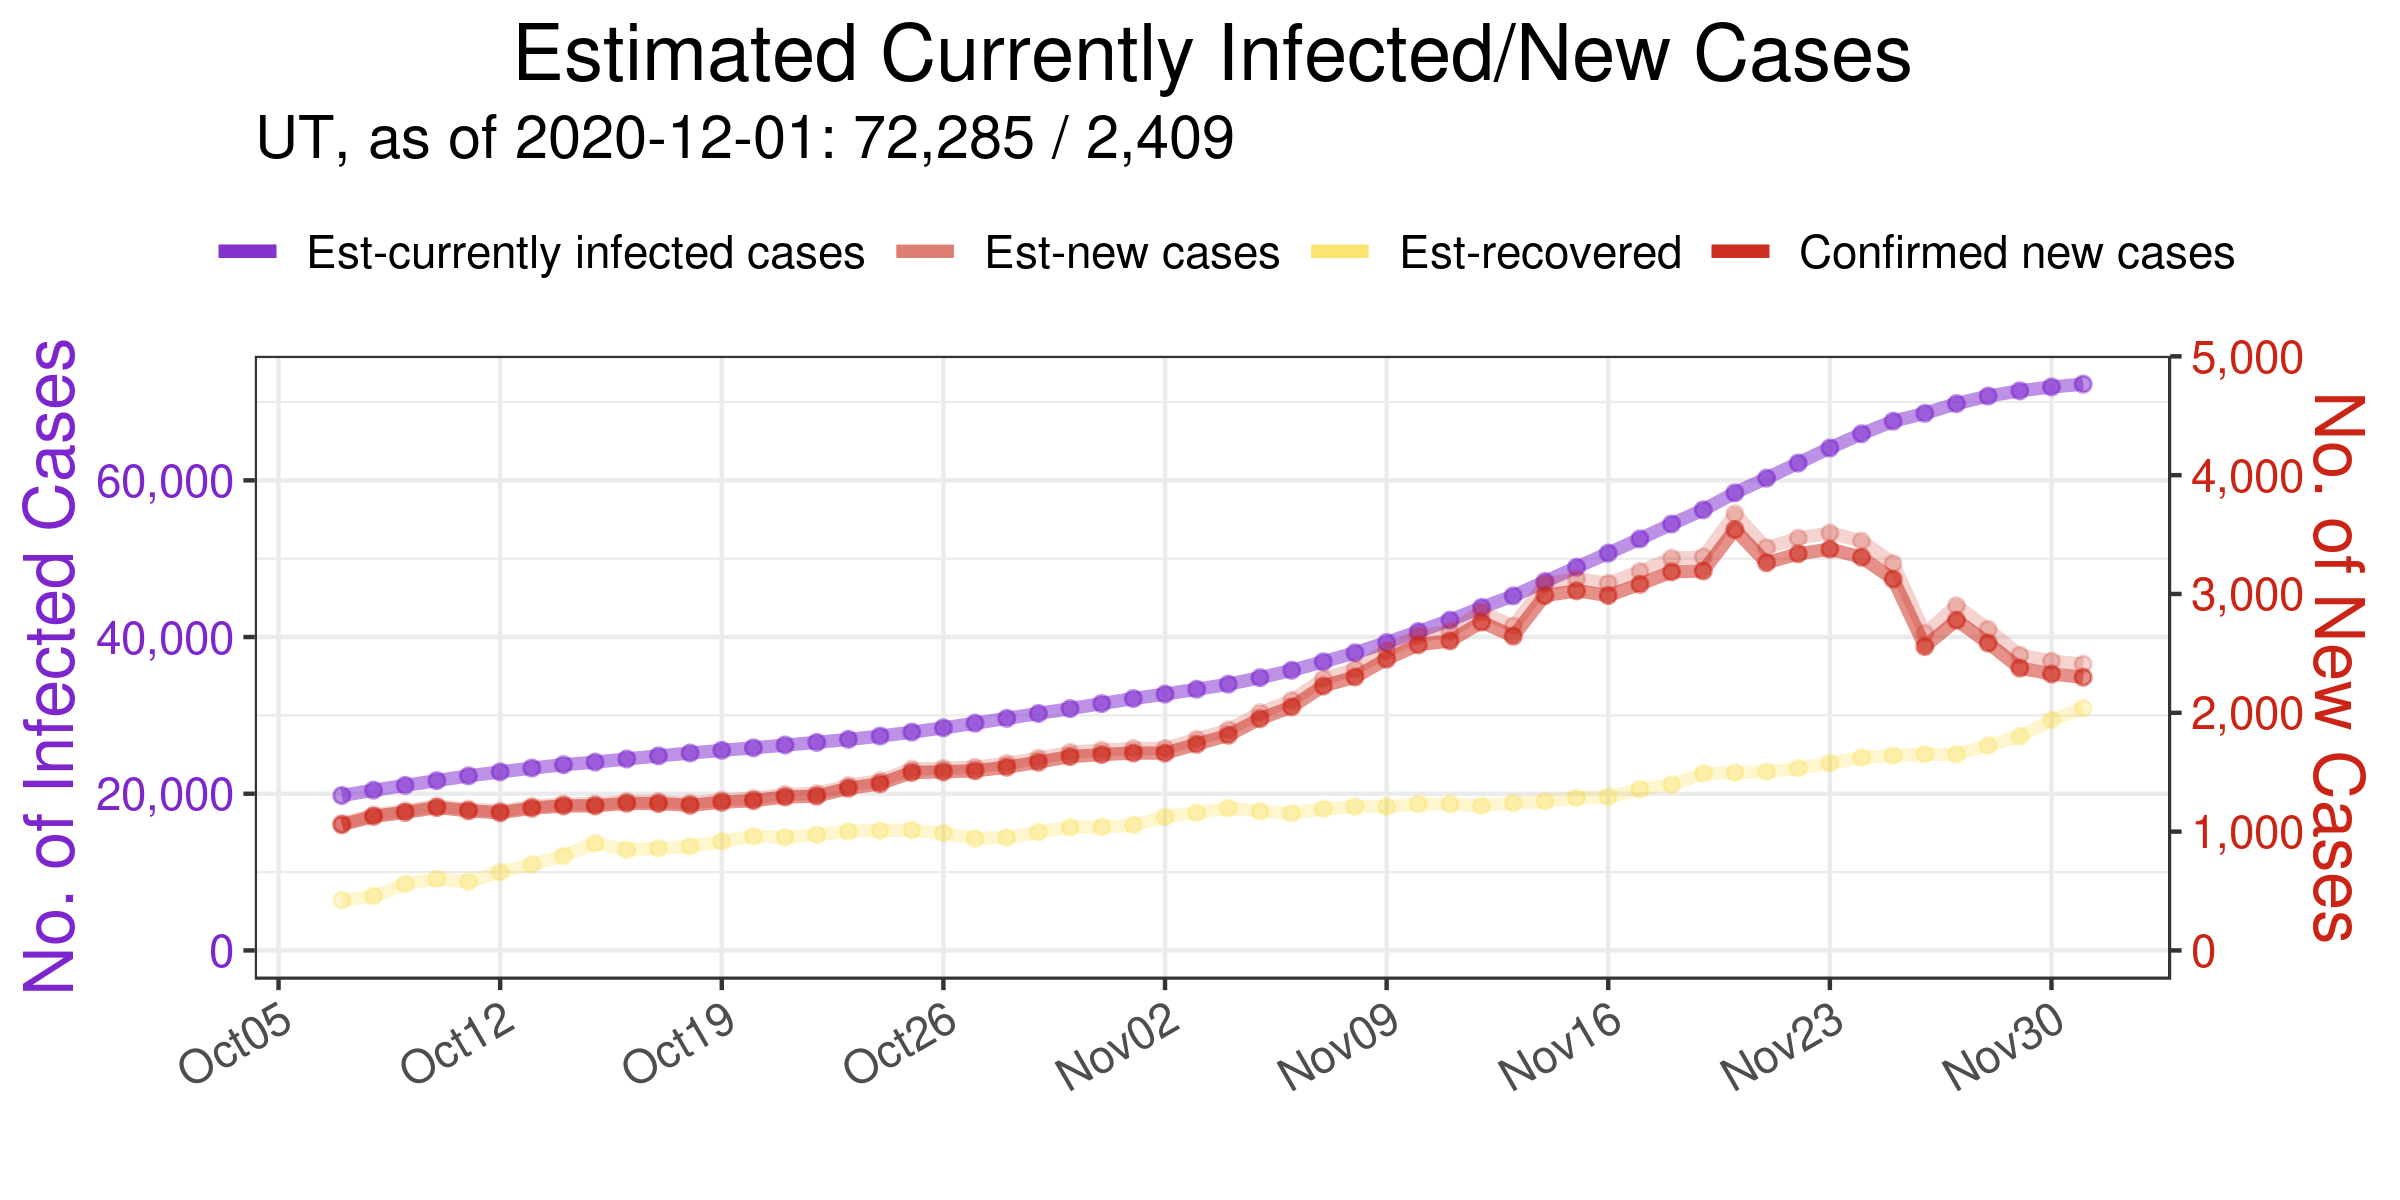 Estimated Currently Infected/New Cases
UT, as of 2020-12-01: 72,285 / 2,409
Est-currently infected cases Est-new cases Est-recovered Confirmed new cases
No. of Infected Cases
60,000
40,000
20,000
0
5,000
4,000
3,000
2,000
1,000
0
No. of New Cases
Oct05 Oct12 Oct19 Oct26 Nov02 Nov09 Nov16 Nov23 Nov30